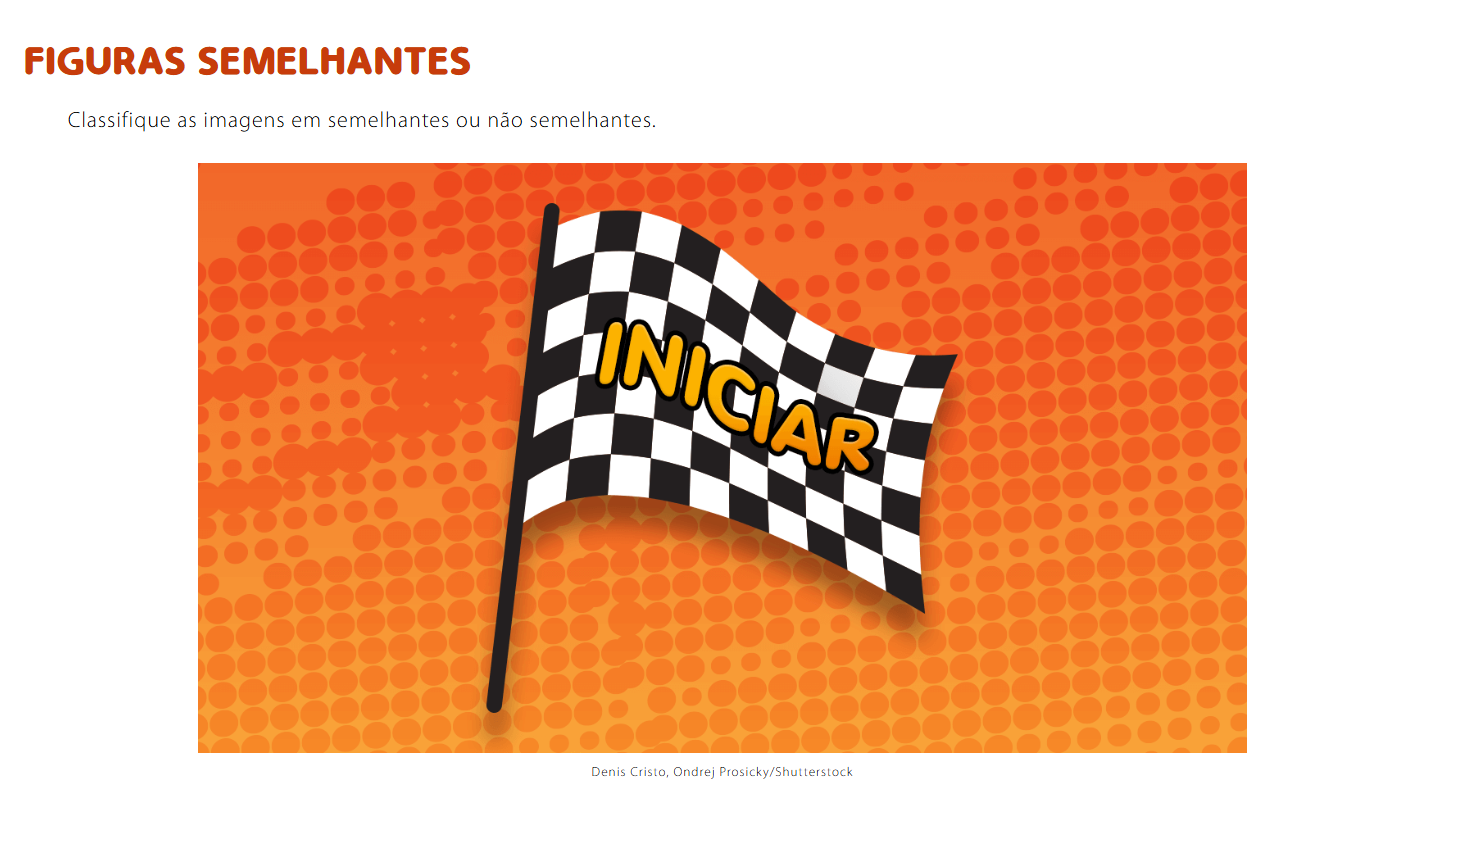 FIGURAS SEMELHANTES
Classifique as imagens em semelhantes ou não semelhantes.
INICIAR
Denis Cristo, Ondrej Prosicky/Shutterstock